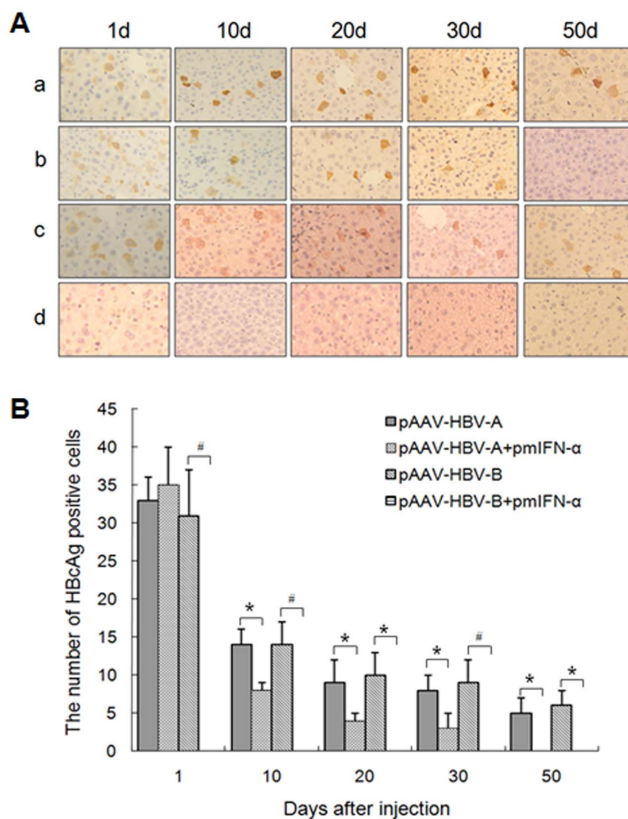 A
1d 10d 20d 30d 50d
a
b
c
d
B
The number of HBcAg positive cells
45
40
35
30
25
20
15
10
5
0
pAAV-HBV-A
pAAV-HBV-A+pmIFN-α
pAAV-HBV-B
pAAV-HBV-B+pmIFN-α
#
* #
* *
* #
* *
1 10 20 30 50
Days after injection